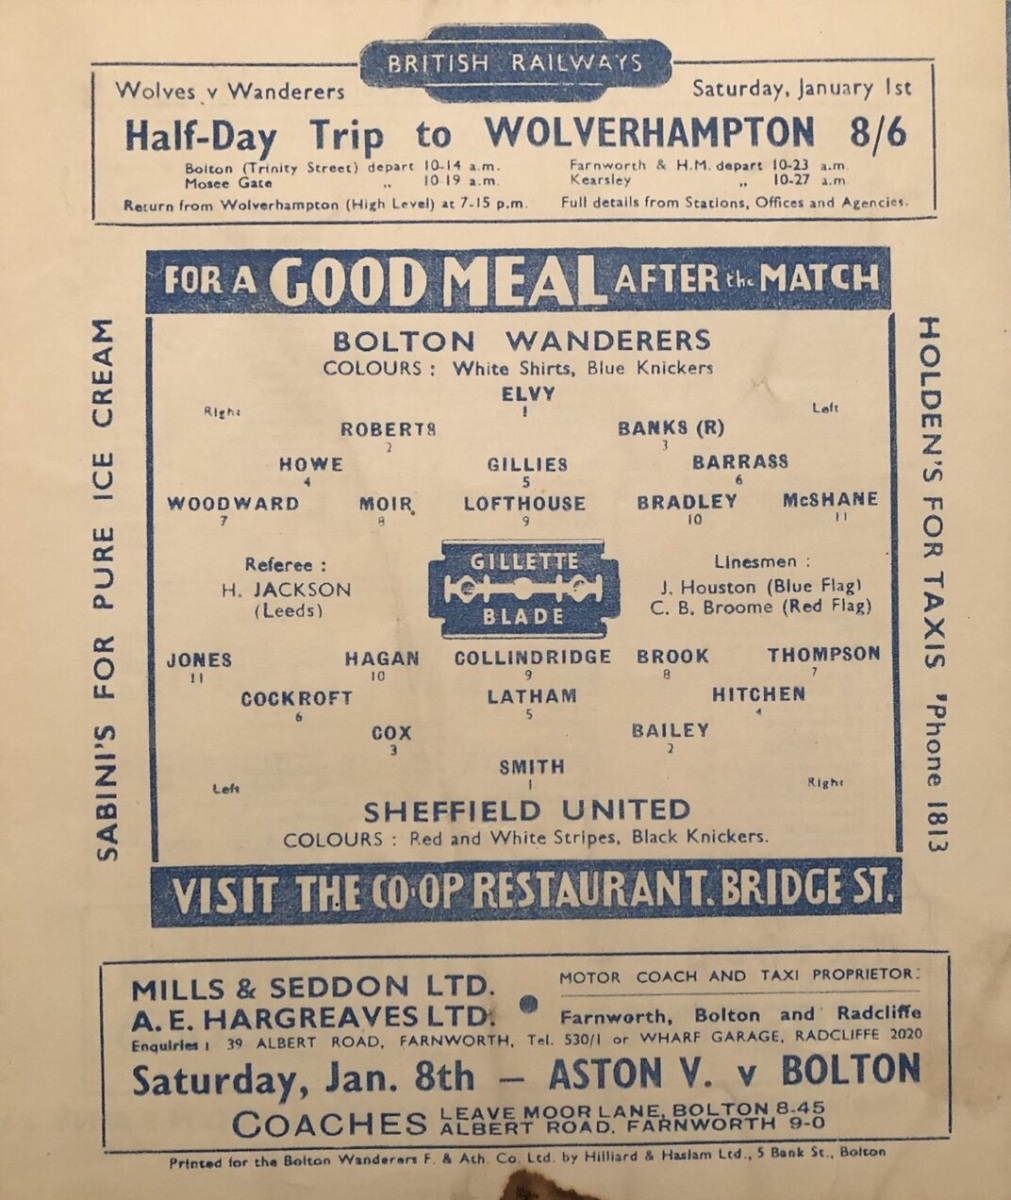 BRITISH RAILWAYS
Wolves v Wanderers Saturday, January 1st
Half-Day Trip to WOLVERHAMPTON 8/6
Bolton (Trinity Street) depart 10-14 a.m. Farnworth & H.M. depart 10-23 a.m.
Moses Gate „ 10-19 a.m. Kearsley „ 10-27 a.m.
Return from Wolverhampton (High Level) at 7-15 p.m. Full details from Stations, Offices and Agencies.
FOR A GOOD MEAL AFTER the MATCH
SABINI'S FOR PURE ICE CREAM
HOLDEN'S FOR TAXIS 'Phone 1813
BOLTON WANDERERS
COLOURS : White Shirts, Blue Knickers
ELVY
1
Right Left
ROBERTS BANKS (R)
2 3
HOWE GILLIES BARRASS
4 5 6
WOODWARD MOIR LOFTHOUSE BRADLEY McSHANE
7 8 9 10 11
Referee :
H. JACKSON
(Leeds)
GILLETTE
BLADE
Linesmen :
J. Houston (Blue Flag)
C. B. Broome (Red Flag)
JONES HAGAN COLLINDRIDGE BROOK THOMPSON
11 10 9 8 7
COCKROFT LATHAM HITCHEN
6 5 4
COX BAILEY
3 2
SMITH
1
Left Right
SHEFFIELD UNITED
COLOURS : Red and White Stripes, Black Knickers.
VISIT THE CO-OP RESTAURANT. BRIDGE ST.
MILLS & SEDDON LTD.
A. E. HARGREAVES LTD.
MOTOR COACH AND TAXI PROPRIETOR:
Farnworth, Bolton and Radcliffe
Enquiries : 39 ALBERT ROAD, FARNWORTH, Tel. 530/1 or WHARF GARAGE, RADCLIFFE 2020
Saturday, Jan. 8th – ASTON V. v BOLTON
COACHES LEAVE MOOR LANE, BOLTON 8-45
ALBERT ROAD, FARNWORTH 9-0
Printed for the Bolton Wanderers F. & Ath. Co. Ltd. by Hilliard & Haslam Ltd., 5 Bank St., Bolton